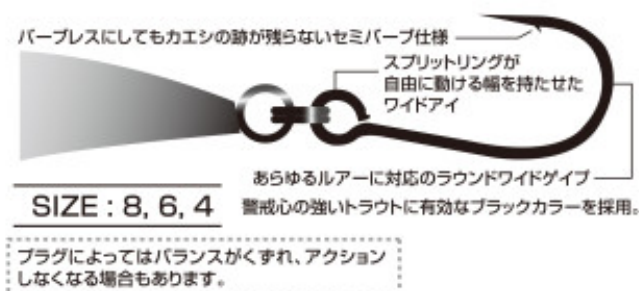 バーブレスにしてもカエシの跡が残らないセミバーブ仕様
スプリットリングが
自由に動ける幅を持たせた
ワイドアイ
あらゆるルアーに対応のラウンドワイドゲイプ
SIZE : 8, 6, 4
警戒心の強いトラウトに有効なブラックカラーを採用。
プラグによってはバランスがくずれ、アクション
しなくなる場合もあります。